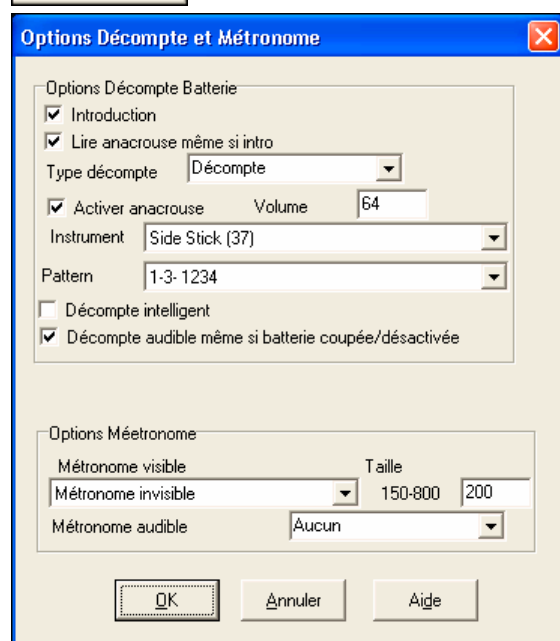 Options Décompte et Métronome
Options Décompte Batterie
Introduction
Lire anacrouse même si intro
Type décompte Décompte
Activer anacrouse Volume 64
Instrument Side Stick (37)
Pattern 1-3- 1234
Décompte intelligent
Décompte audible même si batterie coupée/désactivée
Options Méetronome
Métronome visible Taille
Métronome invisible 150-800 200
Métronome audible Aucun
OK Annuler Aide